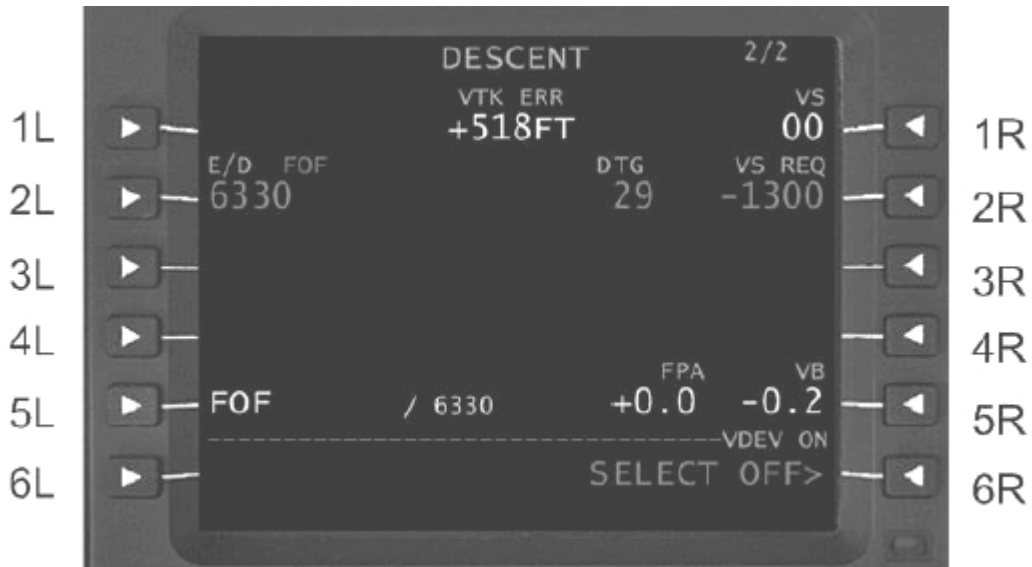 DESCENT 2/2
VTK ERR VS
1L +518FT 00 1R
E/D FOF DTG VS REQ
2L 6330 29 -1300 2R
3L 3R
4L 4R
FPA VB
5L FOF / 6330 +0.0 -0.2 5R
VDEV ON
6L SELECT OFF> 6R